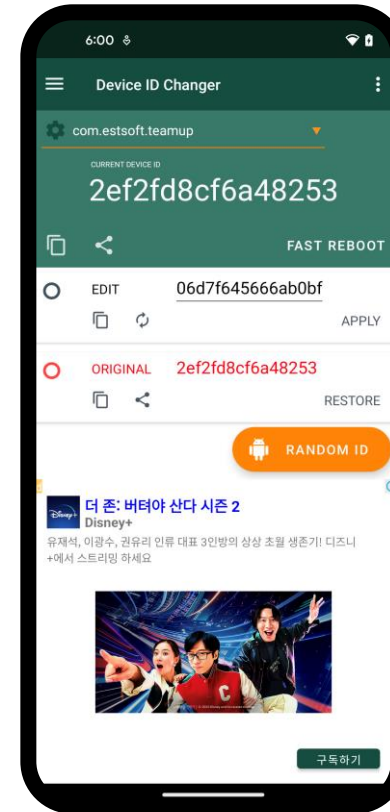 6:00
Device ID Changer
com.estsoft.teamup
CURRENT DEVICE ID
2ef2fd8cf6a48253
FAST REBOOT
EDIT 06d7f645666ab0bf
APPLY
ORIGINAL 2ef2fd8cf6a48253
RESTORE
RANDOM ID
더 존: 버텨야 산다 시즌 2
Disney+
Disney+
유재석, 이광수, 권유리 인류 대표 3인방의 상상 초월 생존기! 디즈니
+에서 스트리밍 하세요
C
구독하기